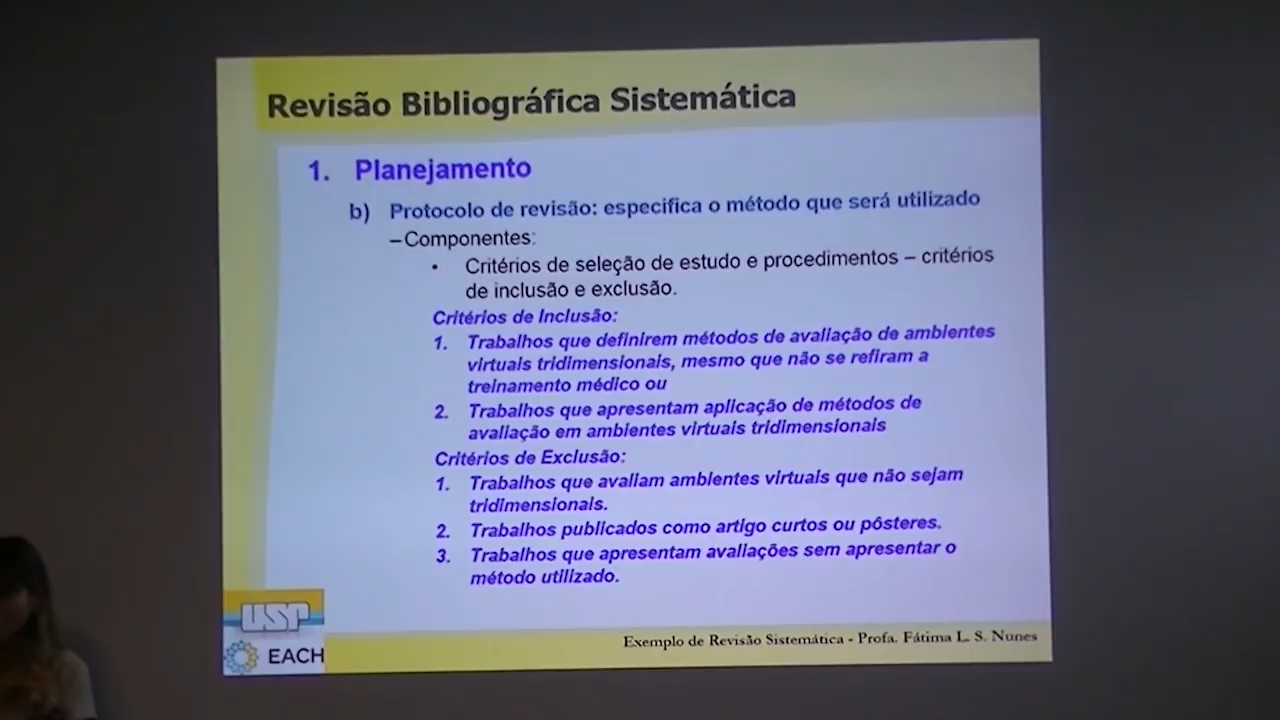 Revisão Bibliográfica Sistemática
1. Planejamento
b) Protocolo de revisão: especifica o método que será utilizado
–Componentes:
• Critérios de seleção de estudo e procedimentos – critérios
de inclusão e exclusão.
Critérios de Inclusão:
1. Trabalhos que definirem métodos de avaliação de ambientes
virtuais tridimensionais, mesmo que não se refiram a
treinamento médico ou
2. Trabalhos que apresentam aplicação de métodos de
avaliação em ambientes virtuais tridimensionais
Critérios de Exclusão:
1. Trabalhos que avaliam ambientes virtuais que não sejam
tridimensionais.
2. Trabalhos publicados como artigo curtos ou pôsteres.
3. Trabalhos que apresentam avaliações sem apresentar o
método utilizado.
USP
EACH
Exemplo de Revisão Sistemática - Profa. Fátima L. S. Nunes